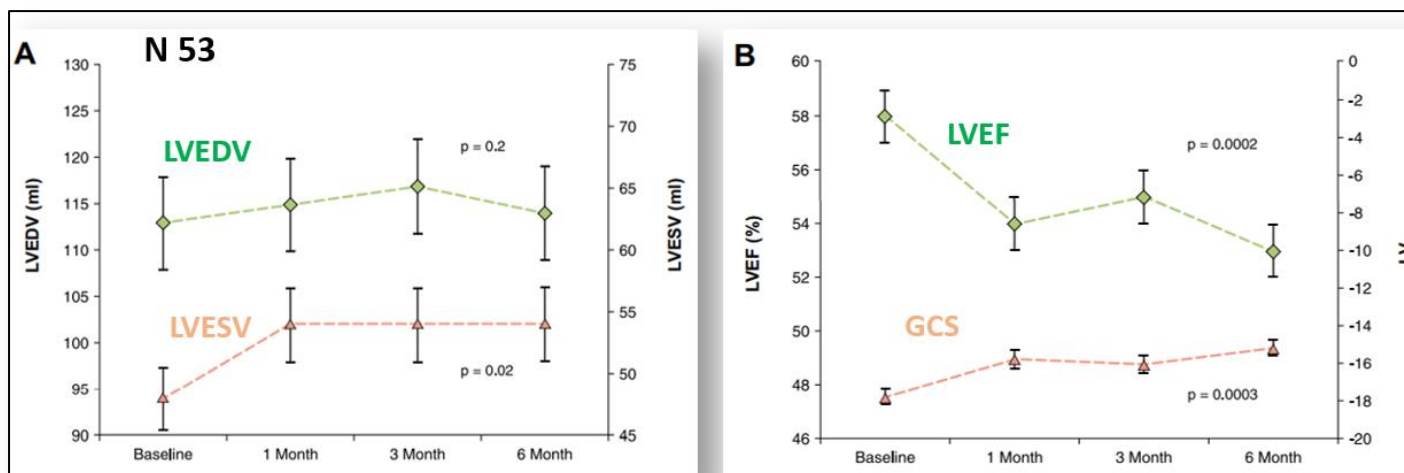 A
N 53
130
125
120
115
110
105
100
95
90
LVEDV (ml)
LVEDV
p = 0.2
LVESV
p = 0.02
75
70
65
60
55
50
45
LVESV (ml)
Baseline 1 Month 3 Month 6 Month
B
60
58
56
54
52
50
48
46
LVEF (%)
LVEF
p = 0.0002
GCS
p = 0.0003
0
-2
-4
-6
-8
-10
-12
-14
-16
-18
-20
Baseline 1 Month 3 Month 6 Month